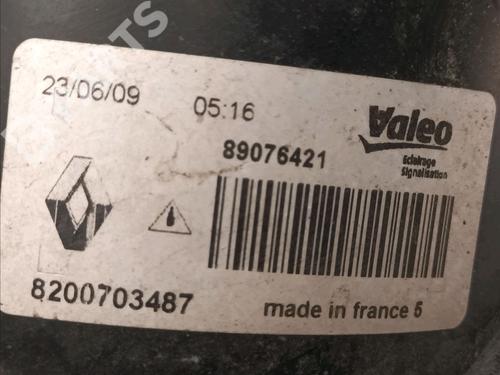 23/06/09 05:16
Valeo
Eclairage
Signalisation
89076421
8200703487
made in france 5